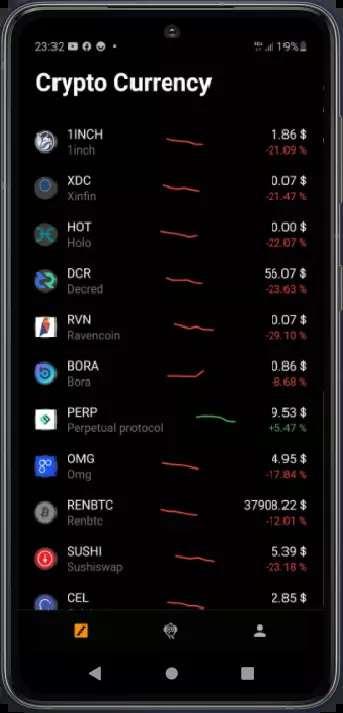 23:32
19%
Crypto Currency
1INCH 1.86 $
1inch -21.09 %
XDC 0.07 $
Xinfin -21.47 %
HOT 0.00 $
Holo -22.07 %
DCR 56.07 $
Decred -23.63 %
RVN 0.07 $
Ravencoin -29.10 %
BORA 0.86 $
Bora -8.68 %
PERP 9.53 $
Perpetual protocol +5.47 %
OMG 4.95 $
Omg -17.84 %
RENBTC 37908.22 $
Renbtc -12.01 %
SUSHI 5.39 $
Sushiswap -23.18 %
CEL 2.85 $